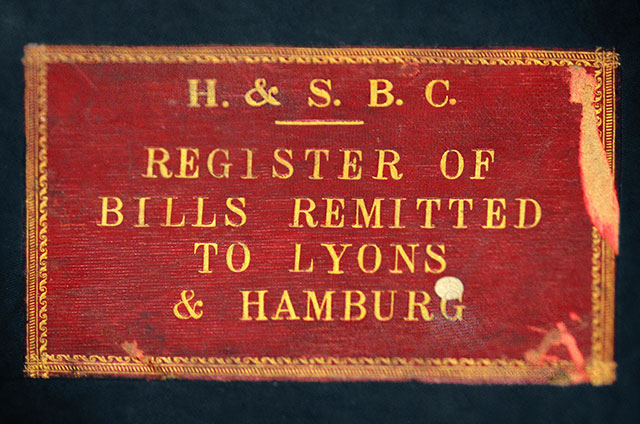 H. & S. B. C.
REGISTER OF
BILLS REMITTED
TO LYONS
& HAMBURG